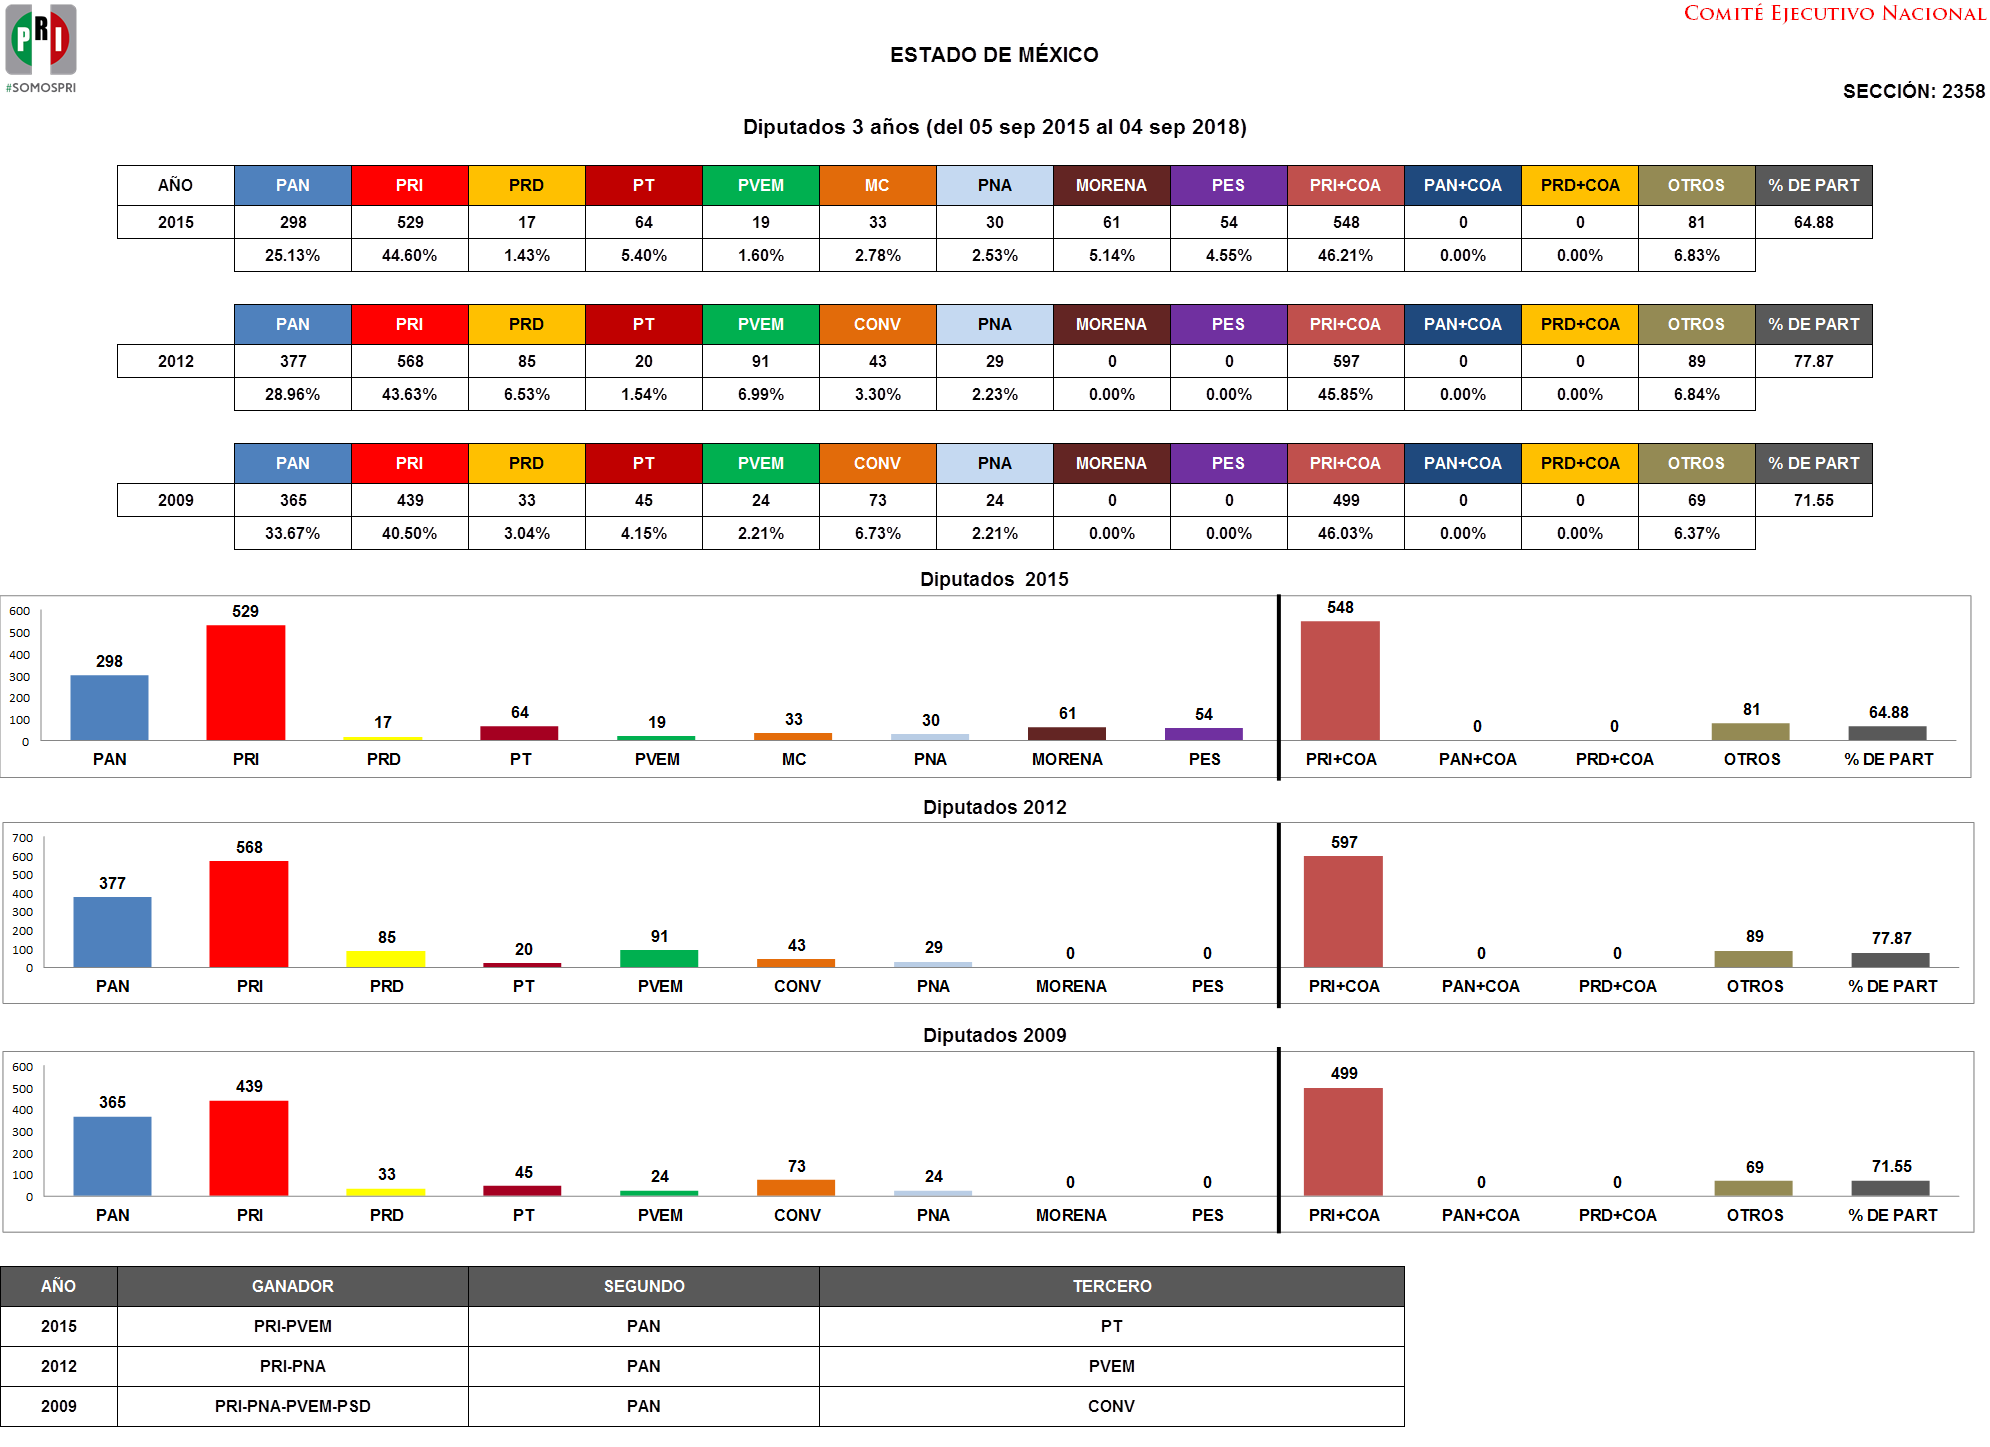 PRI
#SOMOSPRI
COMITÉ EJECUTIVO NACIONAL
ESTADO DE MÉXICO
SECCIÓN: 2358
Diputados 3 años (del 05 sep 2015 al 04 sep 2018)
AÑO PAN PRI PRD PT PVEM MC PNA MORENA PES PRI+COA PAN+COA PRD+COA OTROS % DE PART
2015 298 529 17 64 19 33 30 61 54 548 0 0 81 64.88
25.13% 44.60% 1.43% 5.40% 1.60% 2.78% 2.53% 5.14% 4.55% 46.21% 0.00% 0.00% 6.83%
PAN PRI PRD PT PVEM CONV PNA MORENA PES PRI+COA PAN+COA PRD+COA OTROS % DE PART
2012 377 568 85 20 91 43 29 0 0 597 0 0 89 77.87
28.96% 43.63% 6.53% 1.54% 6.99% 3.30% 2.23% 0.00% 0.00% 45.85% 0.00% 0.00% 6.84%
PAN PRI PRD PT PVEM CONV PNA MORENA PES PRI+COA PAN+COA PRD+COA OTROS % DE PART
2009 365 439 33 45 24 73 24 0 0 499 0 0 69 71.55
33.67% 40.50% 3.04% 4.15% 2.21% 6.73% 2.21% 0.00% 0.00% 46.03% 0.00% 0.00% 6.37%
Diputados 2015
600
500
400
300
200
100
0
298 529 17 64 19 33 30 61 54 548 0 0 81 64.88
PAN PRI PRD PT PVEM MC PNA MORENA PES PRI+COA PAN+COA PRD+COA OTROS % DE PART
Diputados 2012
700
600
500
400
300
200
100
0
377 568 85 20 91 43 29 0 0 597 0 0 89 77.87
PAN PRI PRD PT PVEM CONV PNA MORENA PES PRI+COA PAN+COA PRD+COA OTROS % DE PART
Diputados 2009
600
500
400
300
200
100
0
365 439 33 45 24 73 24 0 0 499 0 0 69 71.55
PAN PRI PRD PT PVEM CONV PNA MORENA PES PRI+COA PAN+COA PRD+COA OTROS % DE PART
AÑO GANADOR SEGUNDO TERCERO
2015 PRI-PVEM PAN PT
2012 PRI-PNA PAN PVEM
2009 PRI-PNA-PVEM-PSD PAN CONV